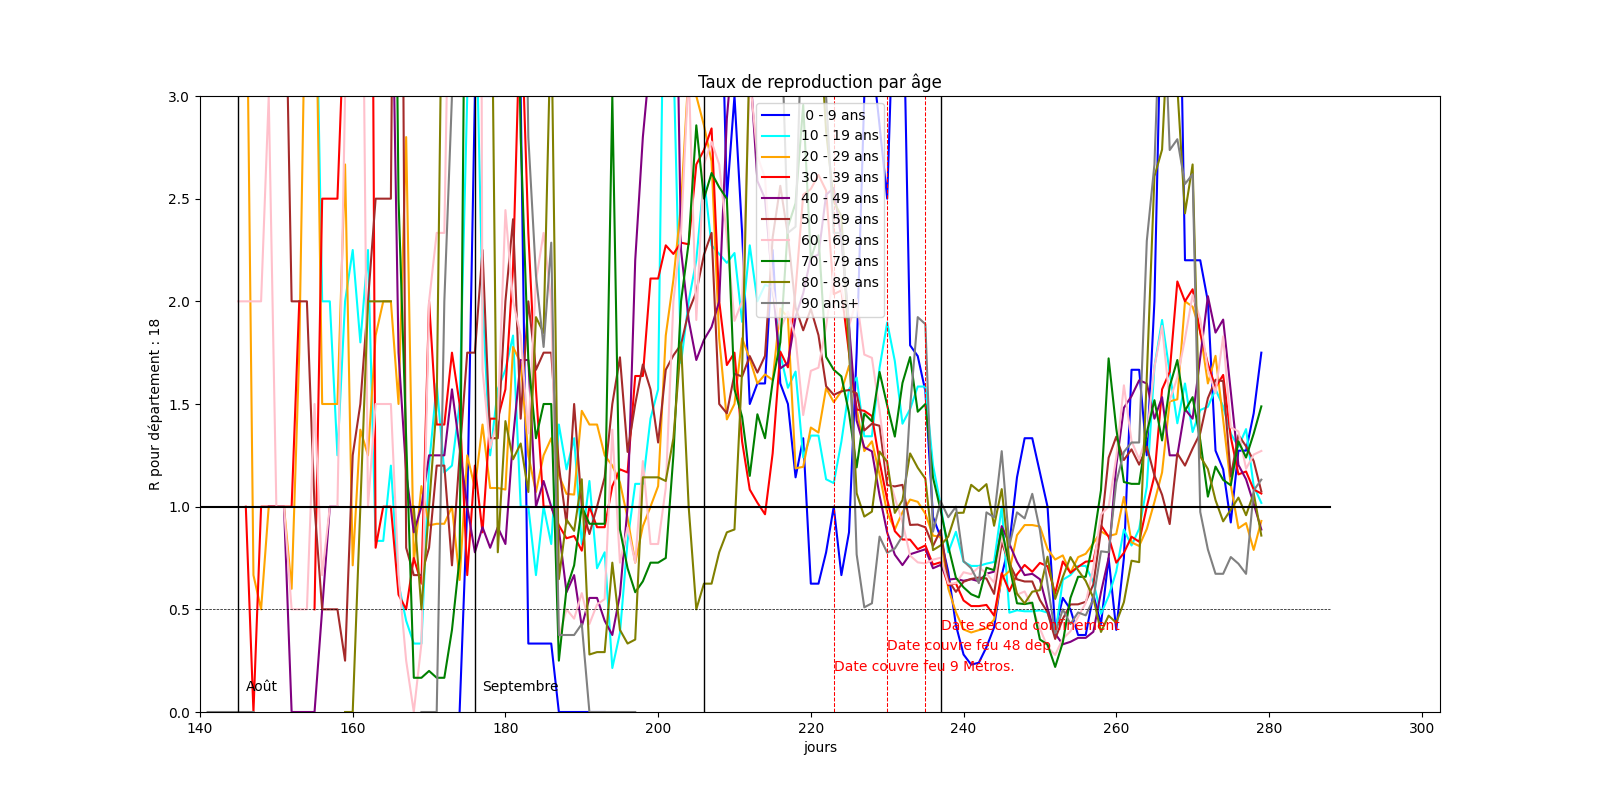 Taux de reproduction par âge
R pour département : 18
3.0
2.5
2.0
1.5
1.0
0.5
0.0
0 - 9 ans
10 - 19 ans
20 - 29 ans
30 - 39 ans
40 - 49 ans
50 - 59 ans
60 - 69 ans
70 - 79 ans
80 - 89 ans
90 ans+
Date second confinement
Date couvre feu 48 dep
Date couvre feu 9 Metros.
Août
Septembre
140
160
180
200
220
240
260
280
300
jours